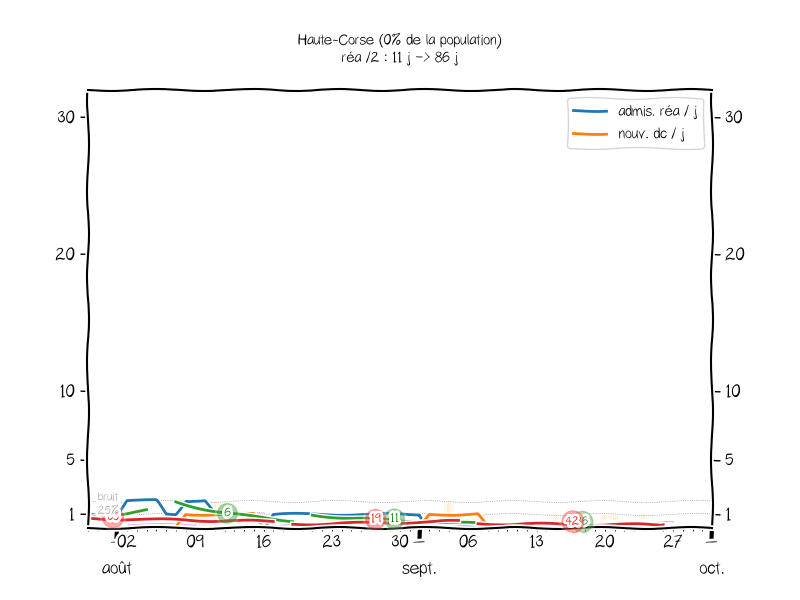 Haute-Corse (0% de la population)
réa /2 : 11 j -> 86 j
admis. réa / j
nouv. dc / j
30 30
20 20
10 10
5 5
1 1
bruit
25%
6 19 11 42
02 09 16 23 30 06 13 20 27
août sept. oct.